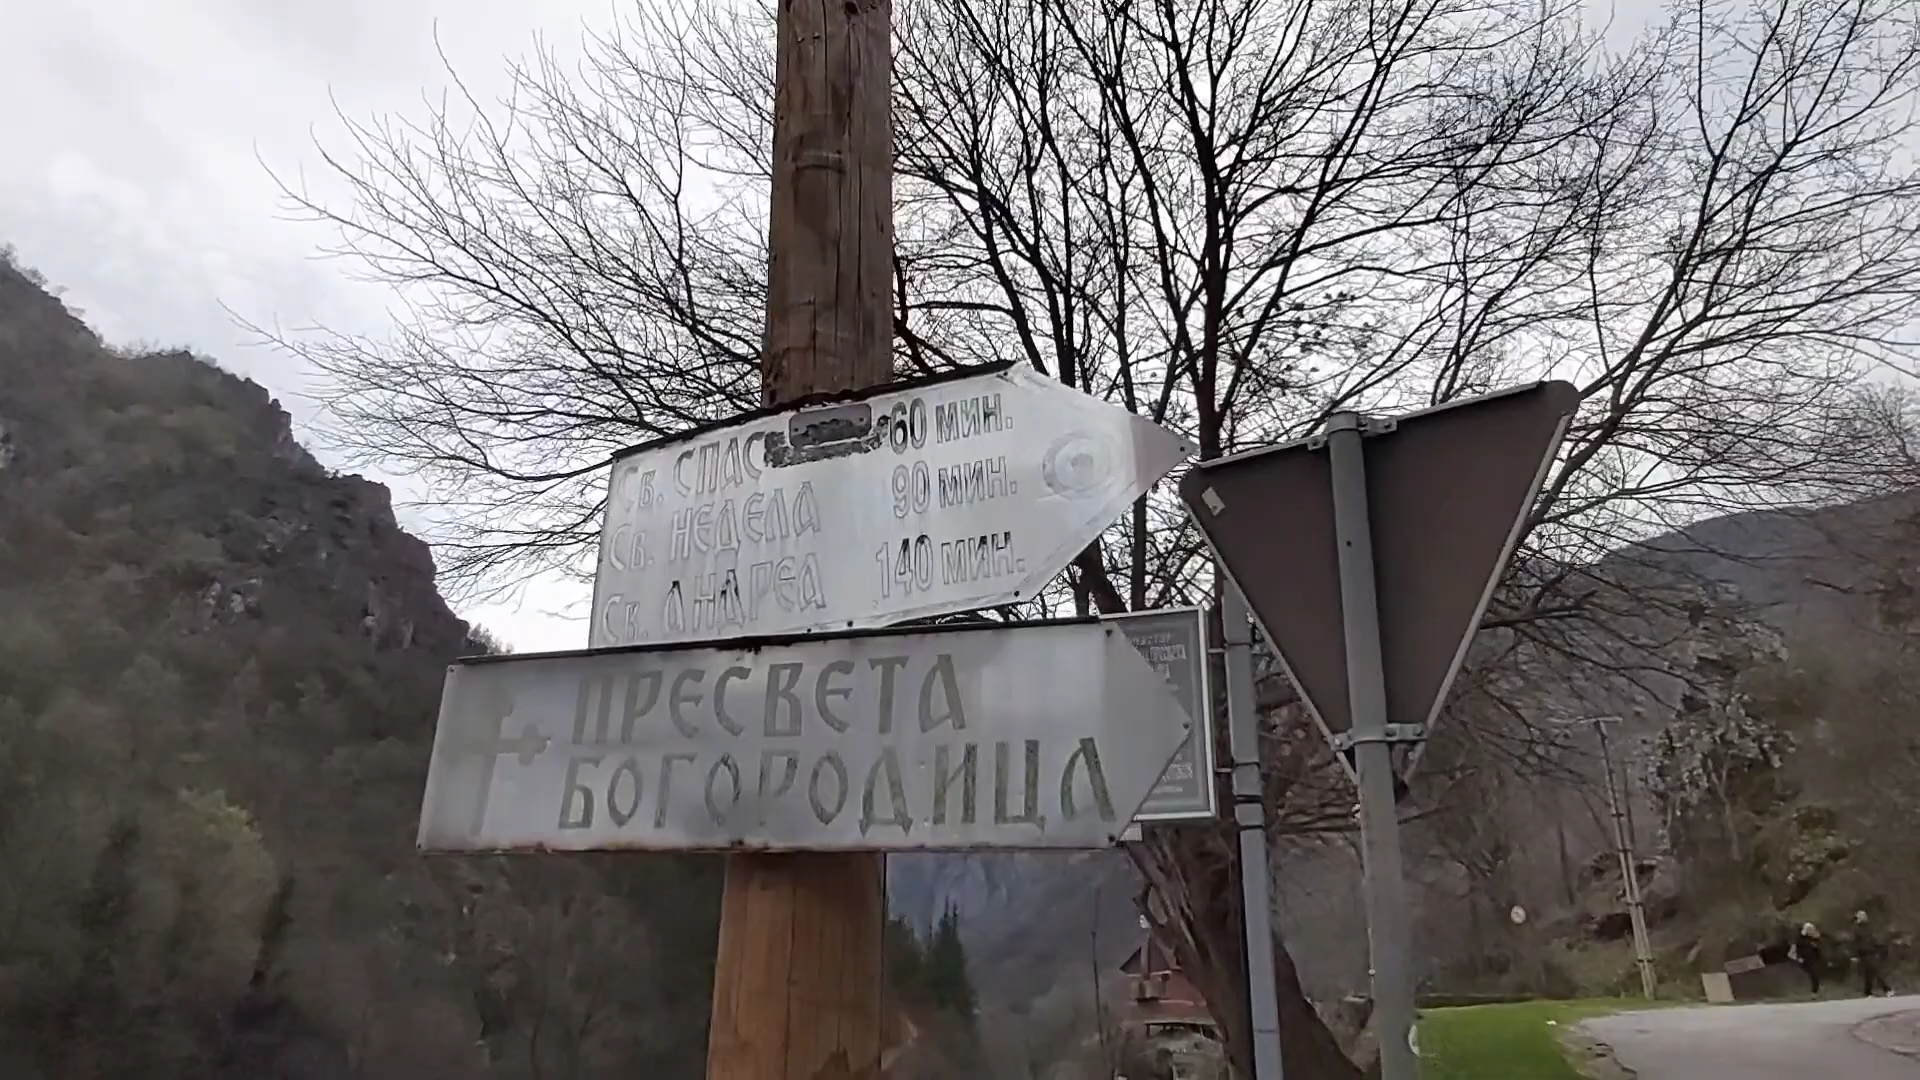 Св. СПАС 60 мин.
Св. НЕДЕЛА 90 мин.
Св. АНДРЕА 140 мин.
ПРЕСВЕТА
БОГОРОДИЦА